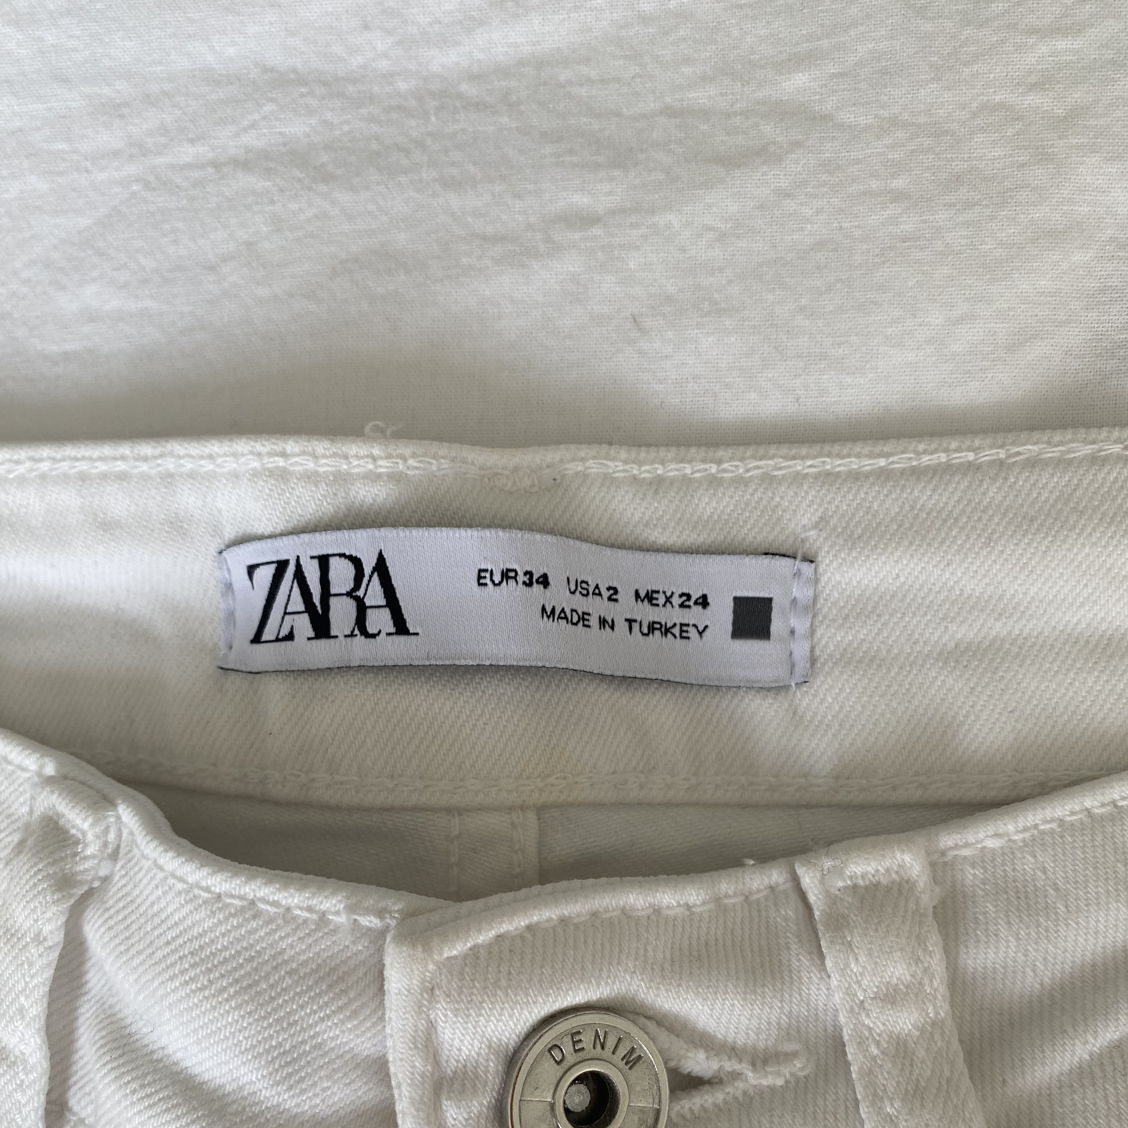 ZARA
EUR34 USA2 MEX24
MADE IN TURKEY
DENIM